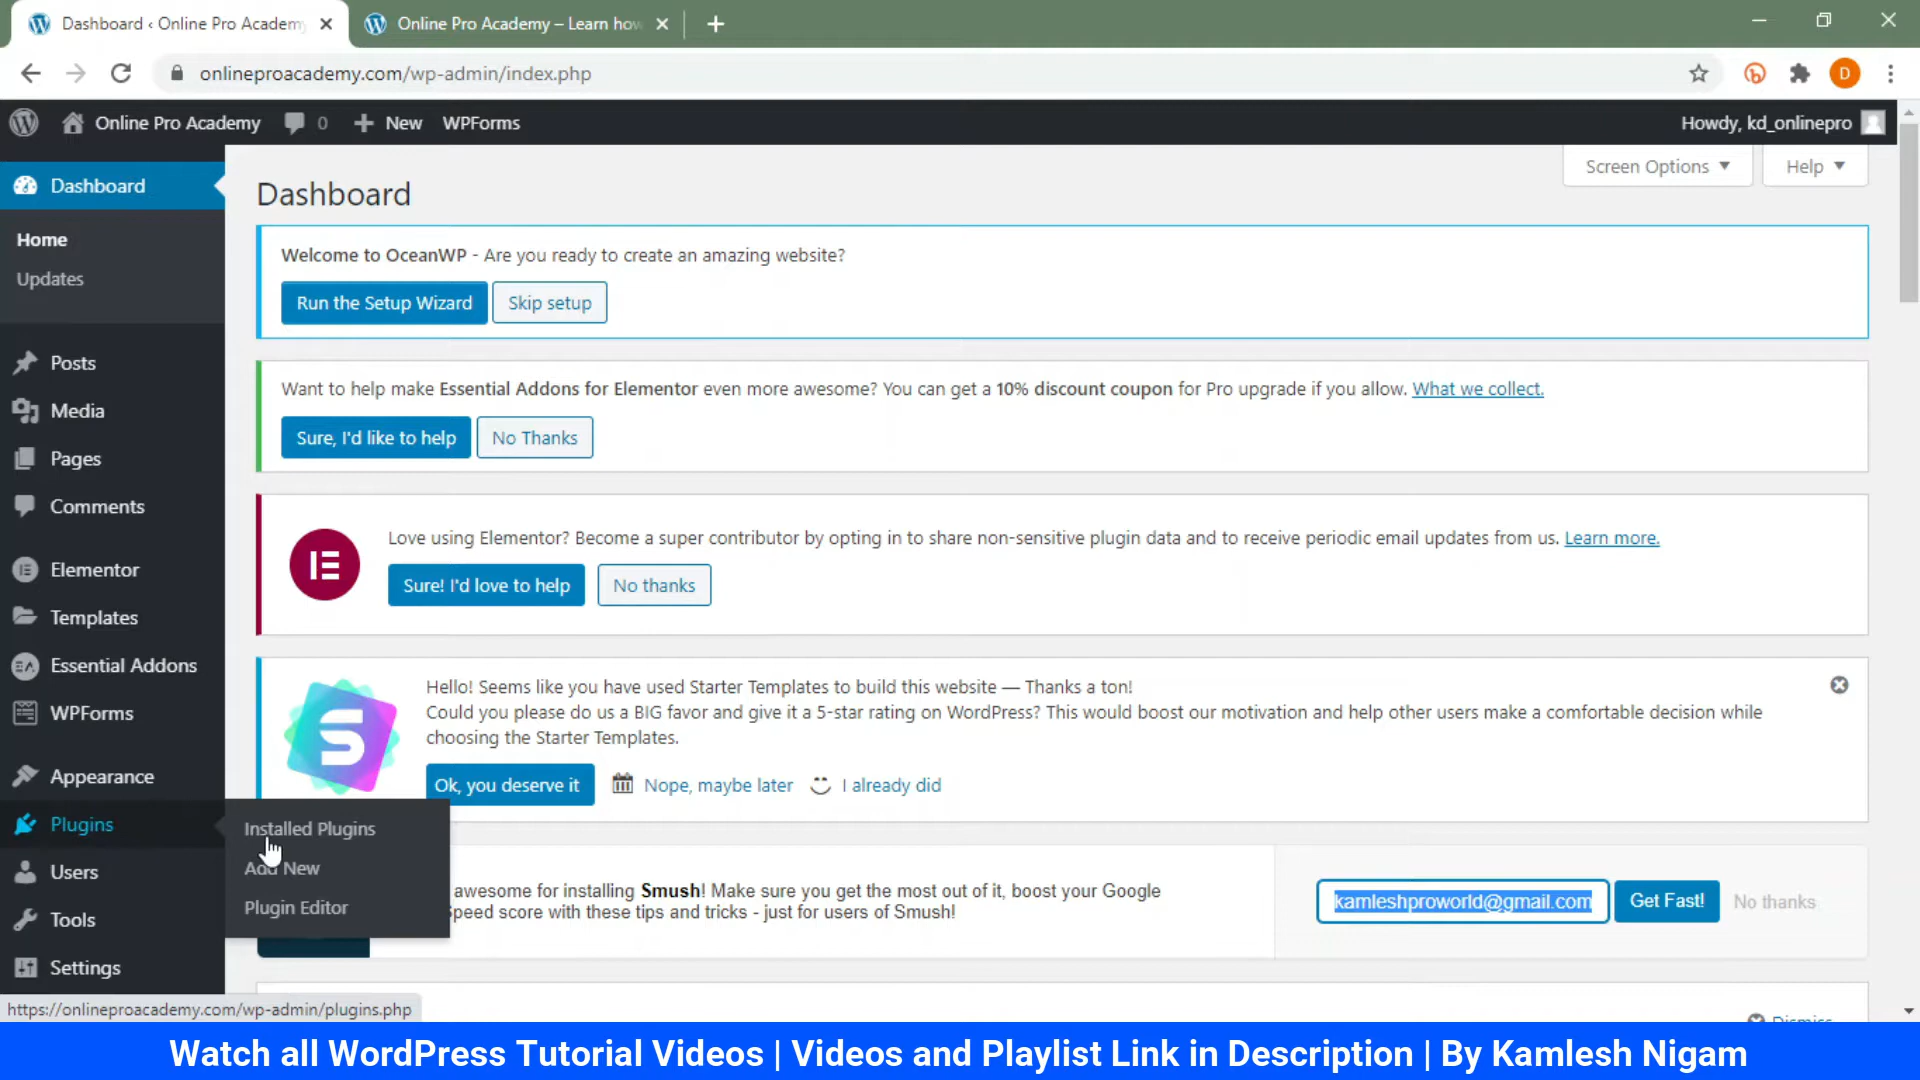 Dashboard ‹ Online Pro Academy
Online Pro Academy – Learn how
onlineproacademy.com/wp-admin/index.php
D
Online Pro Academy
0
New
WPForms
Howdy, kd_onlinepro
Screen Options
Help
Dashboard
Home
Updates
Posts
Media
Pages
Comments
Elementor
Templates
Essential Addons
WPForms
Appearance
Plugins
Users
Tools
Settings
Installed Plugins
Add New
Plugin Editor
Dashboard
Welcome to OceanWP - Are you ready to create an amazing website?
Run the Setup Wizard
Skip setup
Want to help make Essential Addons for Elementor even more awesome? You can get a 10% discount coupon for Pro upgrade if you allow. What we collect.
Sure, I'd like to help
No Thanks
Love using Elementor? Become a super contributor by opting in to share non-sensitive plugin data and to receive periodic email updates from us. Learn more.
Sure! I'd love to help
No thanks
S
Hello! Seems like you have used Starter Templates to build this website — Thanks a ton!
Could you please do us a BIG favor and give it a 5-star rating on WordPress? This would boost our motivation and help other users make a comfortable decision while
choosing the Starter Templates.
Ok, you deserve it
Nope, maybe later
I already did
awesome for installing Smush! Make sure you get the most out of it, boost your Google
Speed score with these tips and tricks - just for users of Smush!
kamleshproworld@gmail.com
Get Fast!
No thanks
Dismiss
https://onlineproacademy.com/wp-admin/plugins.php
Watch all WordPress Tutorial Videos | Videos and Playlist Link in Description | By Kamlesh Nigam